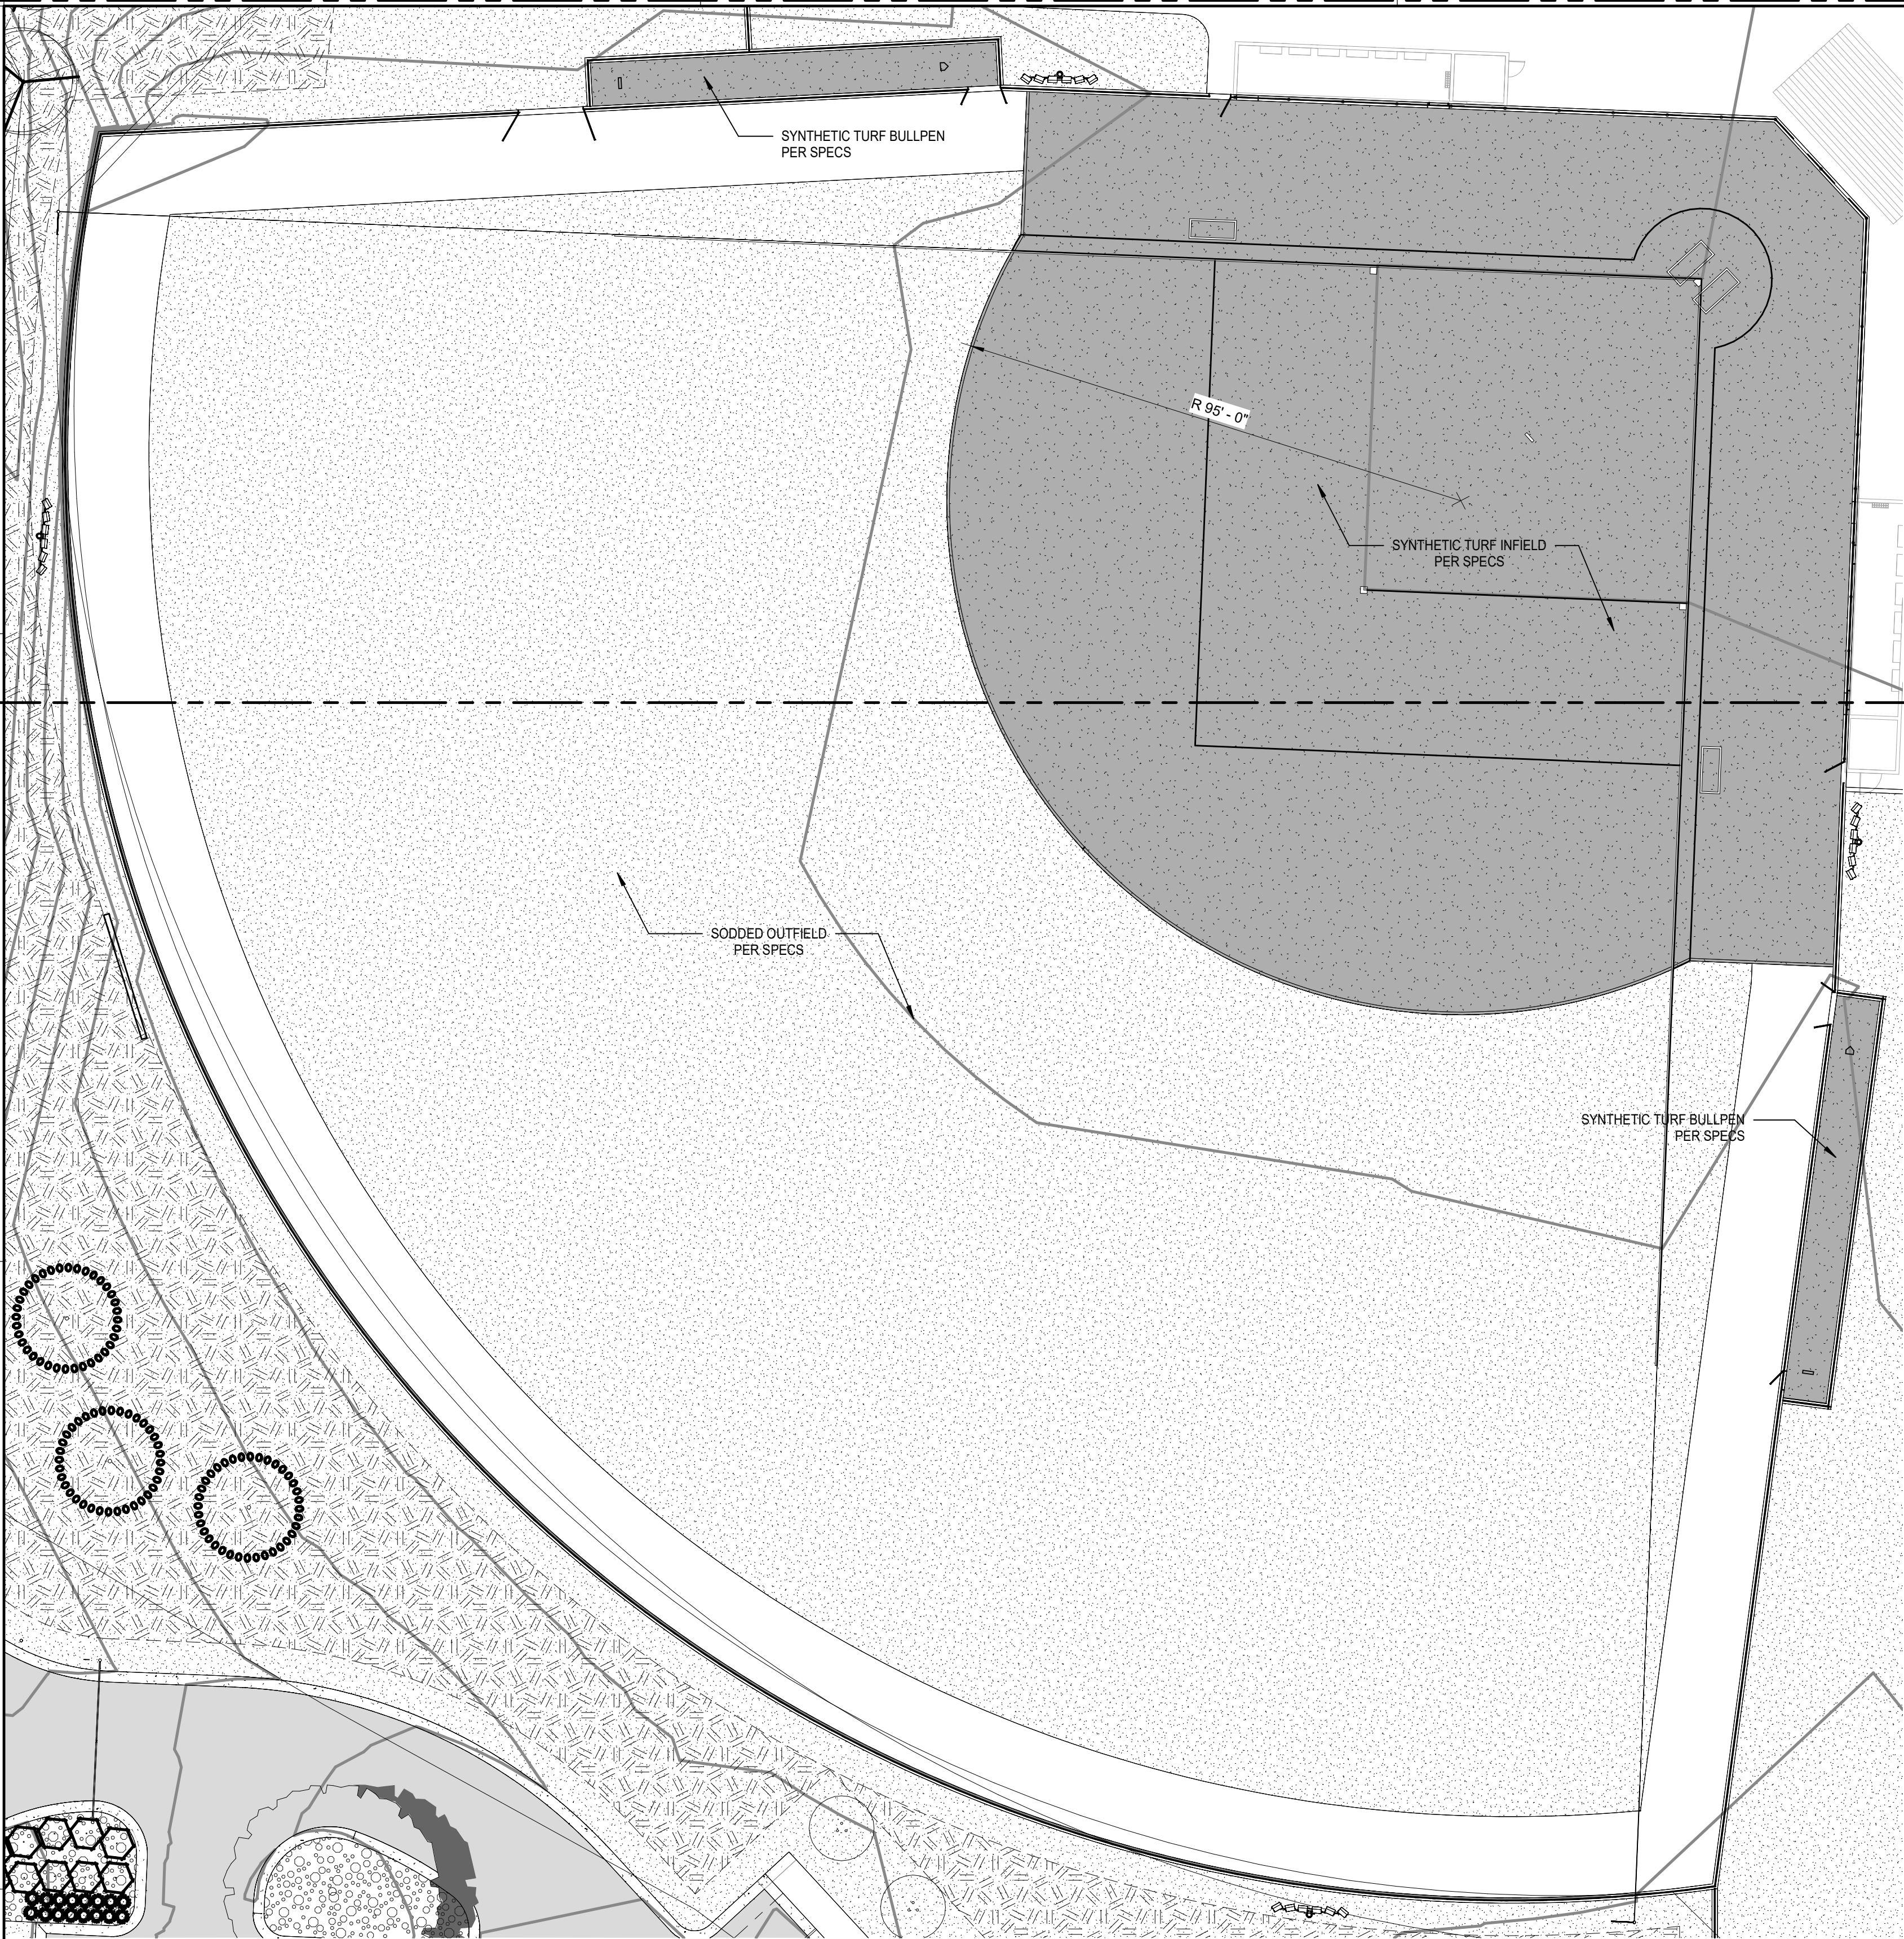 SYNTHETIC TURF BULLPEN
PER SPECS
R 95' - 0"
SYNTHETIC TURF INFIELD
PER SPECS
SODDED OUTFIELD
PER SPECS
SYNTHETIC TURF BULLPEN
PER SPECS